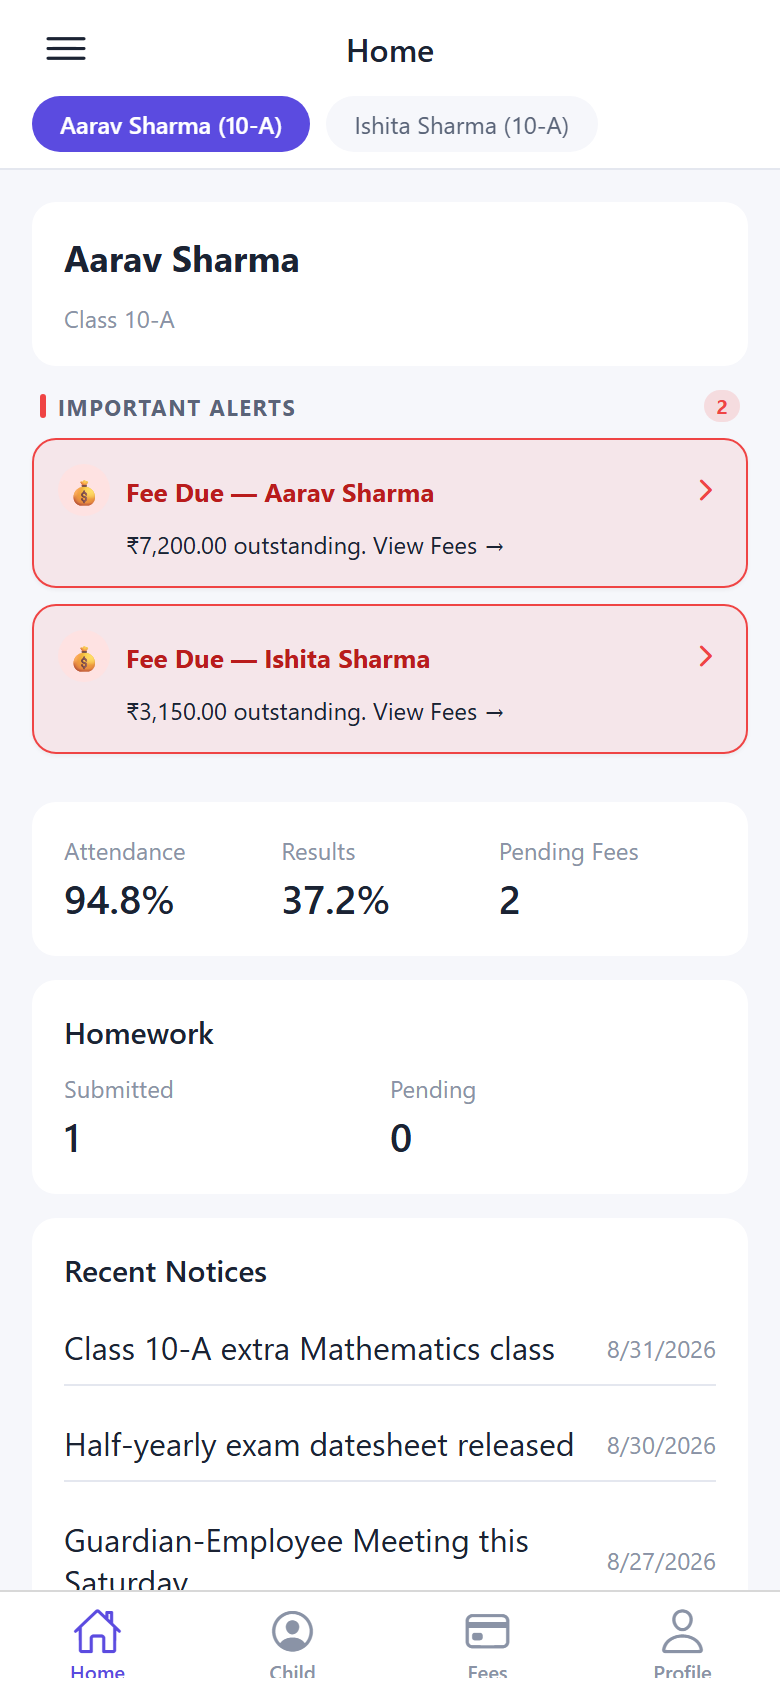 Home
Aarav Sharma (10-A)
Ishita Sharma (10-A)
Aarav Sharma
Class 10-A
IMPORTANT ALERTS
2
Fee Due — Aarav Sharma
₹7,200.00 outstanding. View Fees →
Fee Due — Ishita Sharma
₹3,150.00 outstanding. View Fees →
Attendance Results Pending Fees
94.8% 37.2% 2
Homework
Submitted Pending
1 0
Recent Notices
Class 10-A extra Mathematics class 8/31/2026
Half-yearly exam datesheet released 8/30/2026
Guardian-Employee Meeting this
Saturday
8/27/2026
Home Child Fees Profile